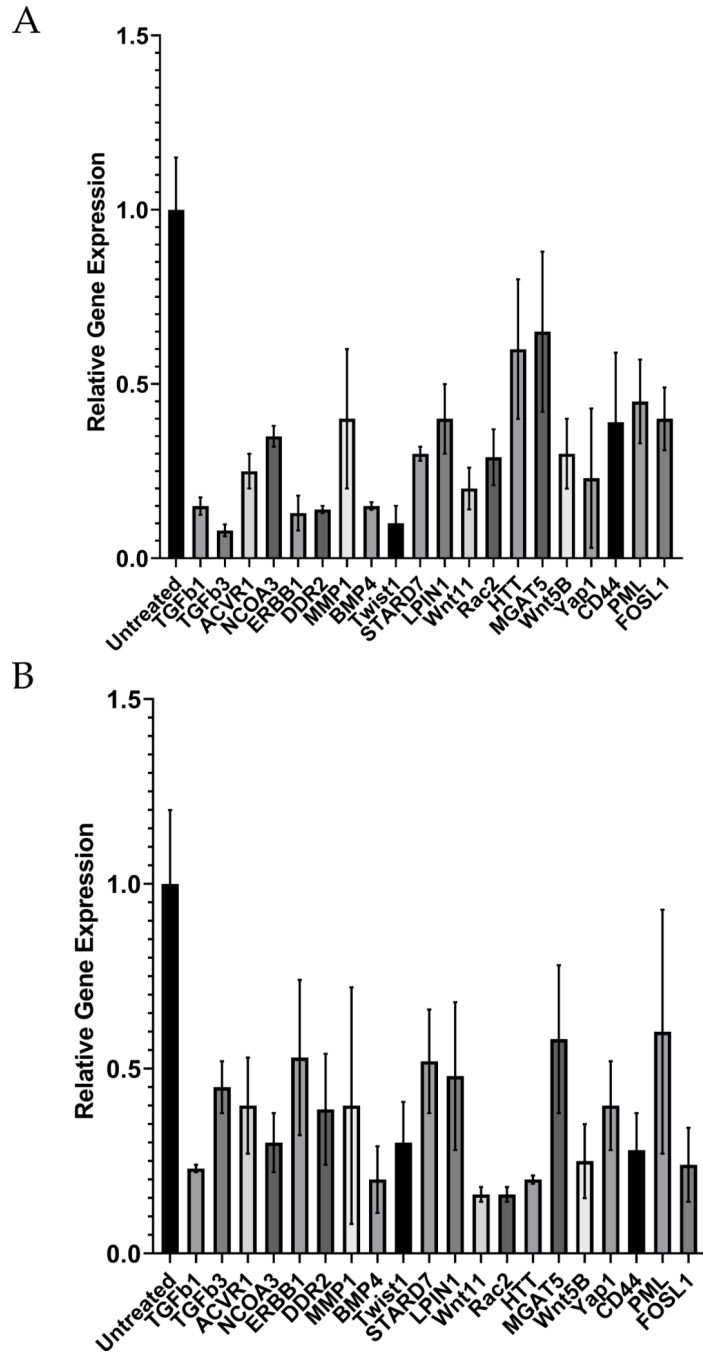 A
Relative Gene Expression
1.5
1.0
0.5
0.0
Untreated
TGFb1
TGFb3
ACVR1
NCOA3
ERBB1
DDR2
MMP1
BMP4
Twist1
STARD7
LPIN1
Wnt11
Rac2
HTT
MGAT5
Wnt5B
Yap1
CD44
PML
FOSL1
B
Relative Gene Expression
1.5
1.0
0.5
0.0
Untreated
TGFb1
TGFb3
ACVR1
NCOA3
ERBB1
DDR2
MMP1
BMP4
Twist1
STARD7
LPIN1
Wnt11
Rac2
HTT
MGAT5
Wnt5B
Yap1
CD44
PML
FOSL1